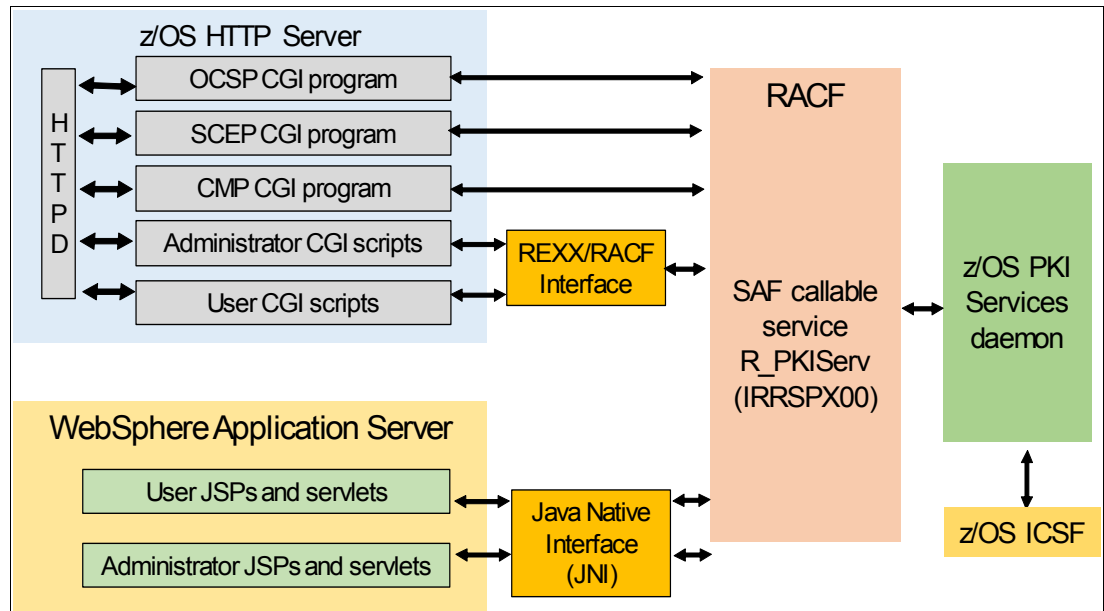 z/OS HTTP Server
H
T
T
P
D
OCSP CGI program
SCEP CGI program
CMP CGI program
Administrator CGI scripts
User CGI scripts
REXX/RACF
Interface
RACF
SAF callable
service
R_PKIServ
(IRRSPX00)
z/OS PKI
Services
daemon
z/OS ICSF
WebSphere Application Server
User JSPs and servlets
Administrator JSPs and servlets
Java Native
Interface
(JNI)